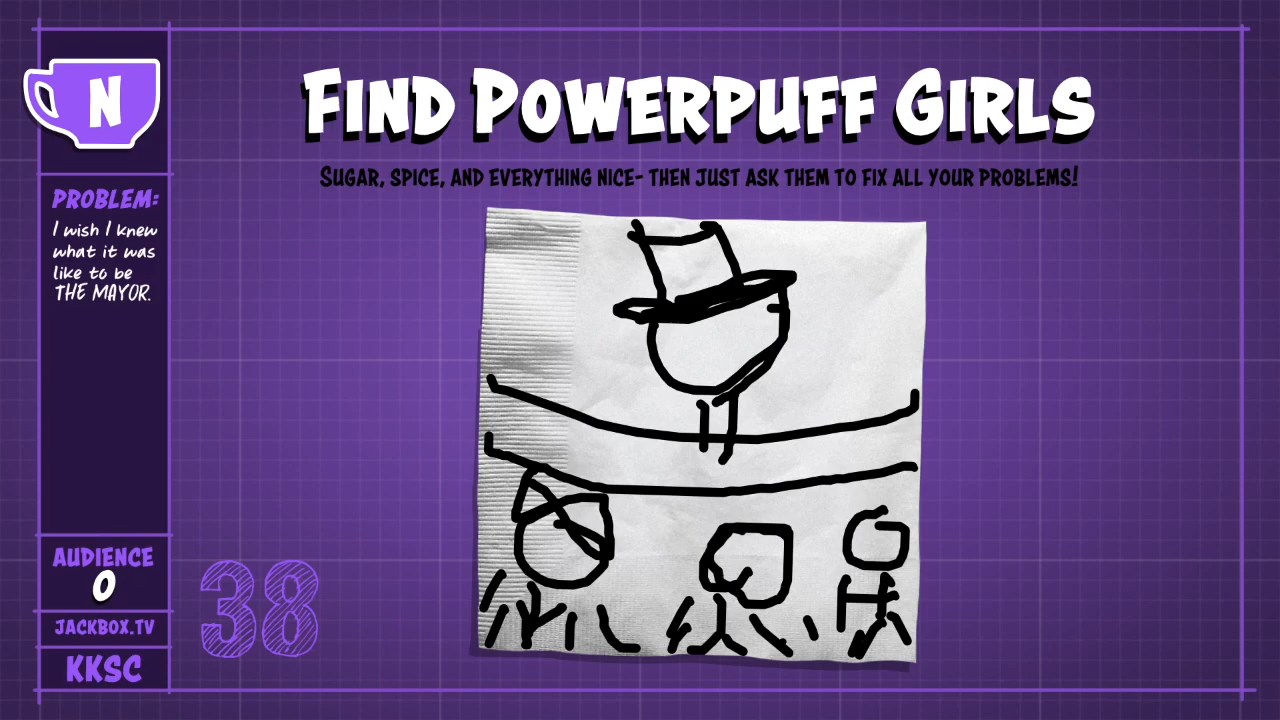 N
FIND POWERPUFF GIRLS
SUGAR, SPICE, AND EVERYTHING NICE- THEN JUST ASK THEM TO FIX ALL YOUR PROBLEMS!
PROBLEM:
I wish I knew
what it was
like to be
THE MAYOR.
AUDIENCE
0
JACKBOX.TV
KKSC
38